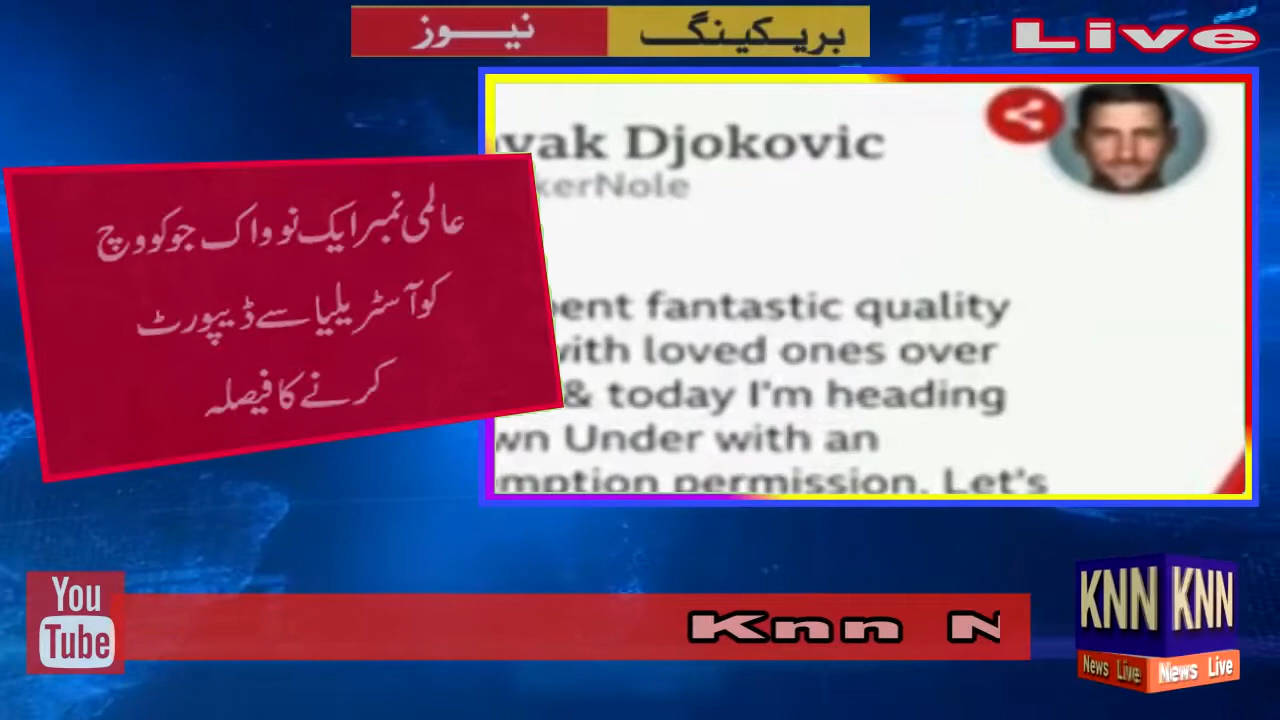 بریکینگ نیوز
Live
vak Djokovic
kerNole
عالمی نمبر ایک نوواک جوکووچ
کو آسٹریلیا سے ڈیپورٹ
کرنے کا فیصلہ
ent fantastic quality
with loved ones over
& today I'm heading
wn Under with an
mption permission. Let's
You
Tube
Knn N
KNN KNN
News Live News Live